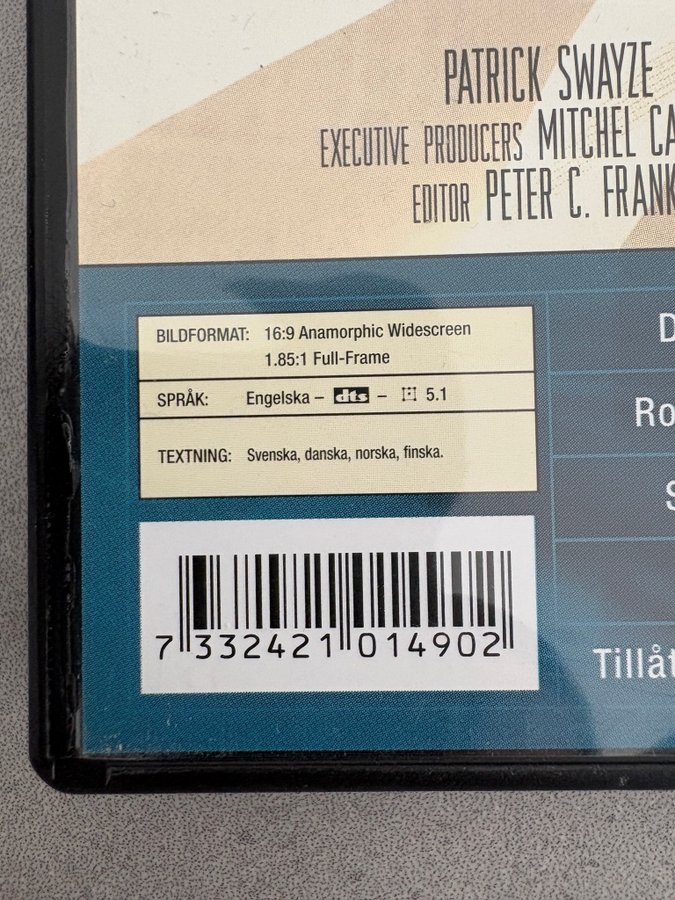 PATRICK SWAYZE
EXECUTIVE PRODUCERS MITCHEL CA
EDITOR PETER C. FRANK
BILDFORMAT: 16:9 Anamorphic Widescreen
1.85:1 Full-Frame
SPRÅK: Engelska – dts – 5.1
TEXTNING: Svenska, danska, norska, finska.
7 332421 014902
D
Ro
S
Tillåt